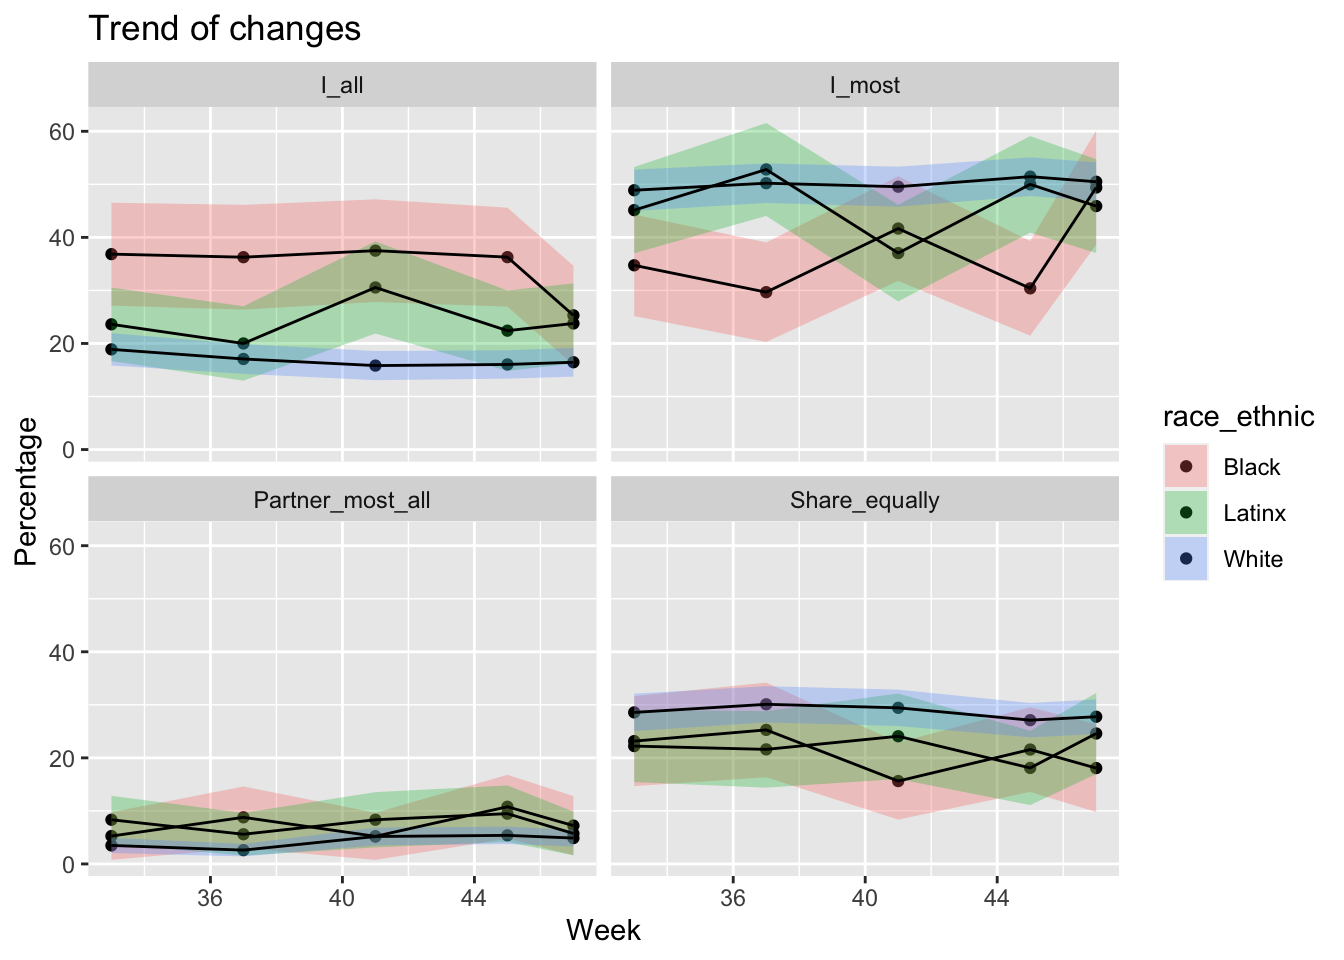 Trend of changes
I_all
I_most
60
40
20
0
Partner_most_all
Share_equally
60
40
20
0
36
40
44
36
40
44
Week
Percentage
race_ethnic
Black
Latinx
White